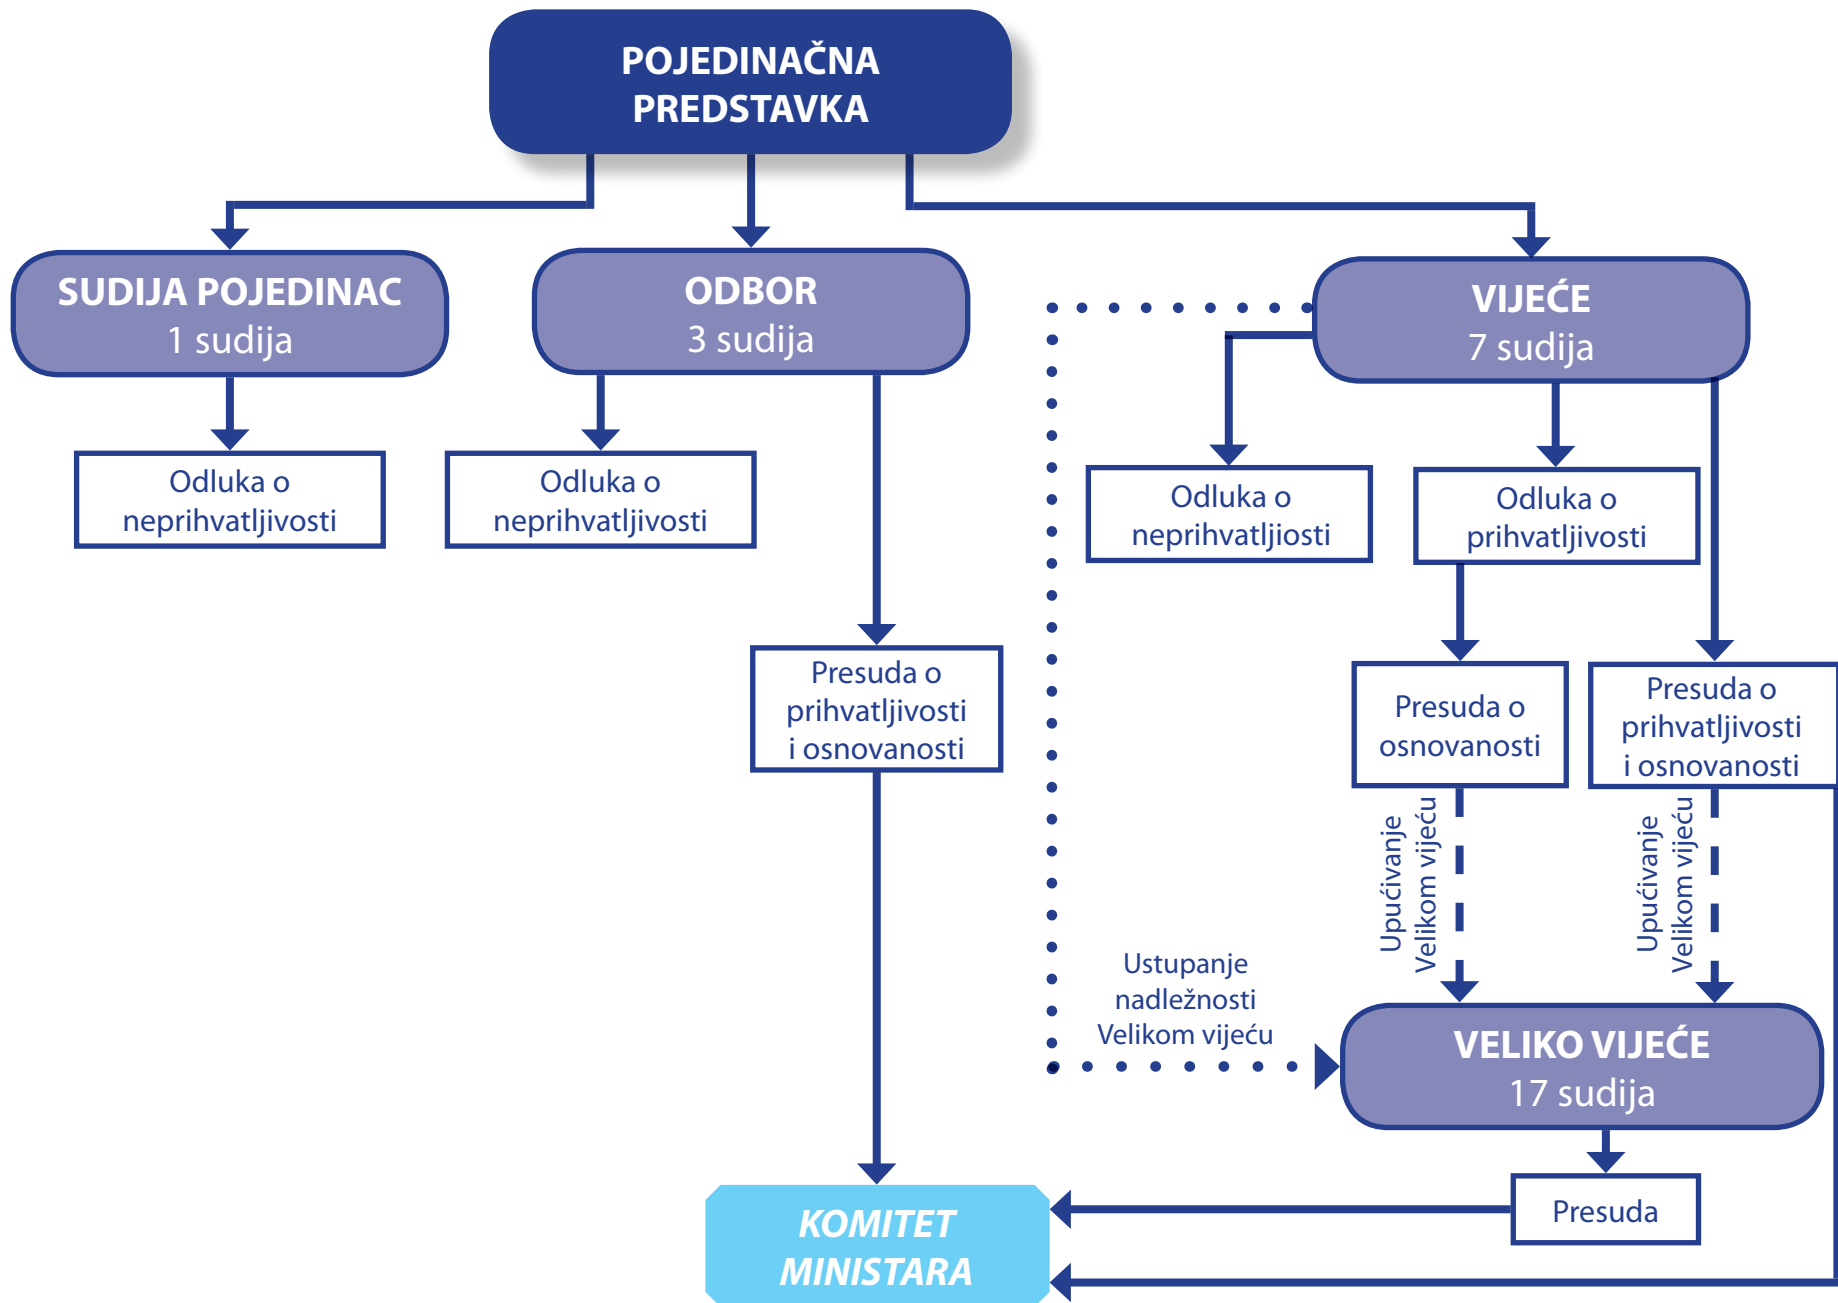 POJEDINAČNA
PREDSTAVKA
SUDIJA POJEDINAC
1 sudija
ODBOR
3 sudija
VIJEĆE
7 sudija
Odluka o
neprihvatljivosti
Odluka o
neprihvatljivosti
Odluka o
neprihvatljiosti
Odluka o
prihvatljivosti
Presuda o
prihvatljivosti
i osnovanosti
Presuda o
osnovanosti
Presuda o
prihvatljivosti
i osnovanosti
Upućivanje
Velikom vijeću
Upućivanje
Velikom vijeću
Ustupanje
nadležnosti
Velikom vijeću
VELIKO VIJEĆE
17 sudija
Presuda
KOMITET
MINISTARA